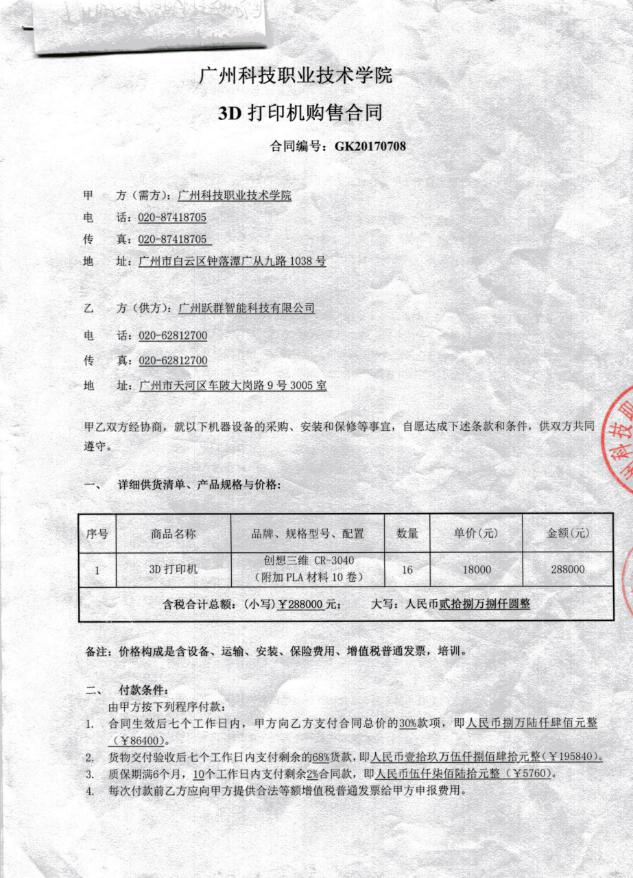 广州科技职业技术学院
3D 打印机购售合同
合同编号：GK20170708
甲 方（需方）：广州科技职业技术学院
电 话：020-87418705
传 真：020-87418705
地 址：广州市白云区钟落潭广从九路 1038 号
乙 方（供方）：广州跃群智能科技有限公司
电 话：020-62812700
传 真：020-62812700
地 址：广州市天河区车陂大岗路 9 号 3005 室
甲乙双方经协商，就以下机器设备的采购、安装和保修等事宜，自愿达成下述条款和条件，供双方共同
遵守。
一、 详细供货清单、产品规格与价格：
序号 商品名称 品牌、规格型号、配置 数量 单价(元) 金额(元)
1 3D 打印机 创想三维 CR-3040 16 18000 288000
（附加 PLA 材料 10 卷）
含税合计总额：(小写)￥288000 元； 大写：人民币贰拾捌万捌仟圆整
备注：价格构成是含设备、运输、安装、保险费用、增值税普通发票，培训。
二、 付款条件：
由甲方按下列程序付款：
1. 合同生效后七个工作日内，甲方向乙方支付合同总价的30%款项，即人民币捌万陆仟肆佰元整
（￥86400）。
2. 货物交付验收后七个工作日内支付剩余的68%货款，即人民币壹拾玖万伍仟捌佰肆拾元整(￥195840)。
3. 质保期满6个月，10个工作日内支付剩余2%合同款，即人民币伍仟柒佰陆拾元整（￥5760）。
4. 每次付款前乙方应向甲方提供合法等额增值税普通发票给甲方申报费用。
科技职